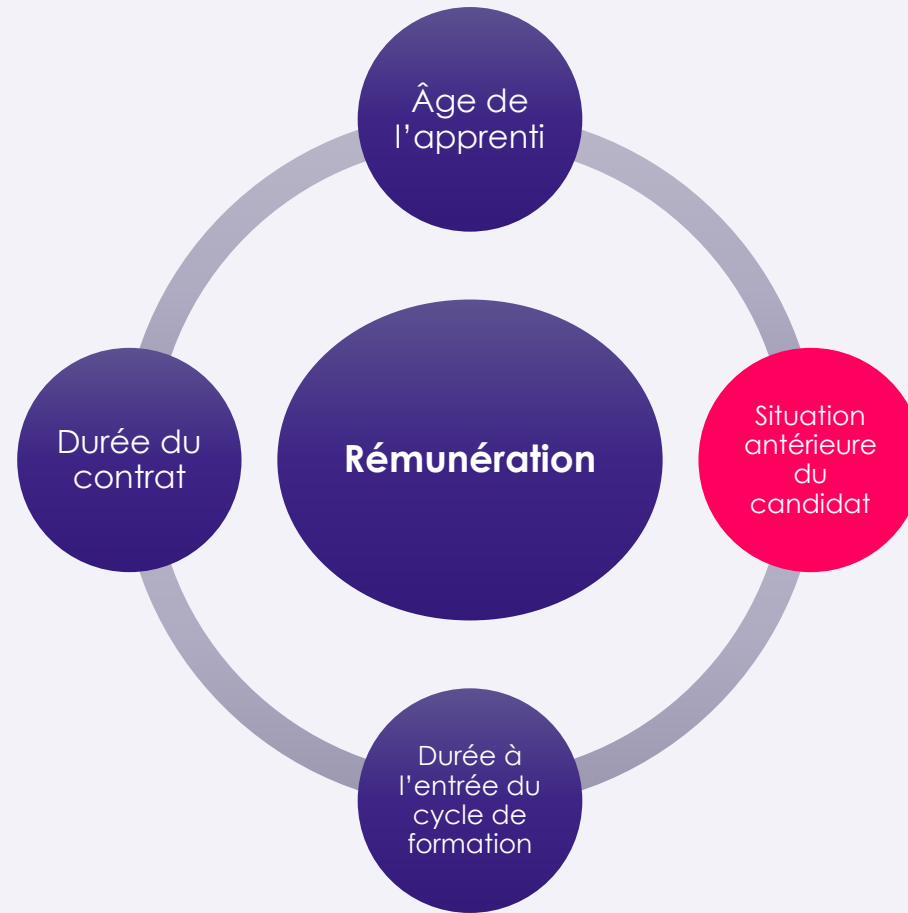 Âge de
l’apprenti
Durée du
contrat
Rémunération
Situation
antérieure
du
candidat
Durée à
l’entrée du
cycle de
formation